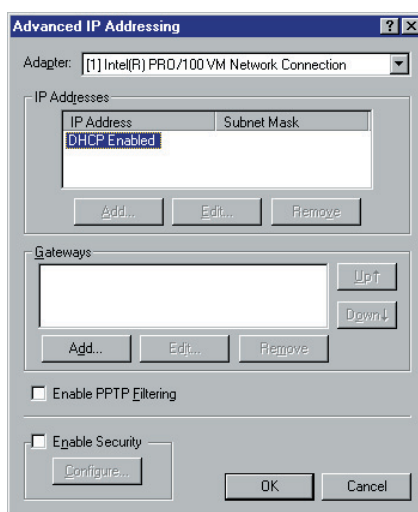 Advanced IP Addressing
Adapter: [1] Intel(R) PRO/100 VM Network Connection
IP Addresses
IP Address Subnet Mask
DHCP Enabled
Add... Edit... Remove
Gateways
Up↑
Down↓
Add... Edit... Remove
Enable PPTP Filtering
Enable Security
Configure...
OK Cancel